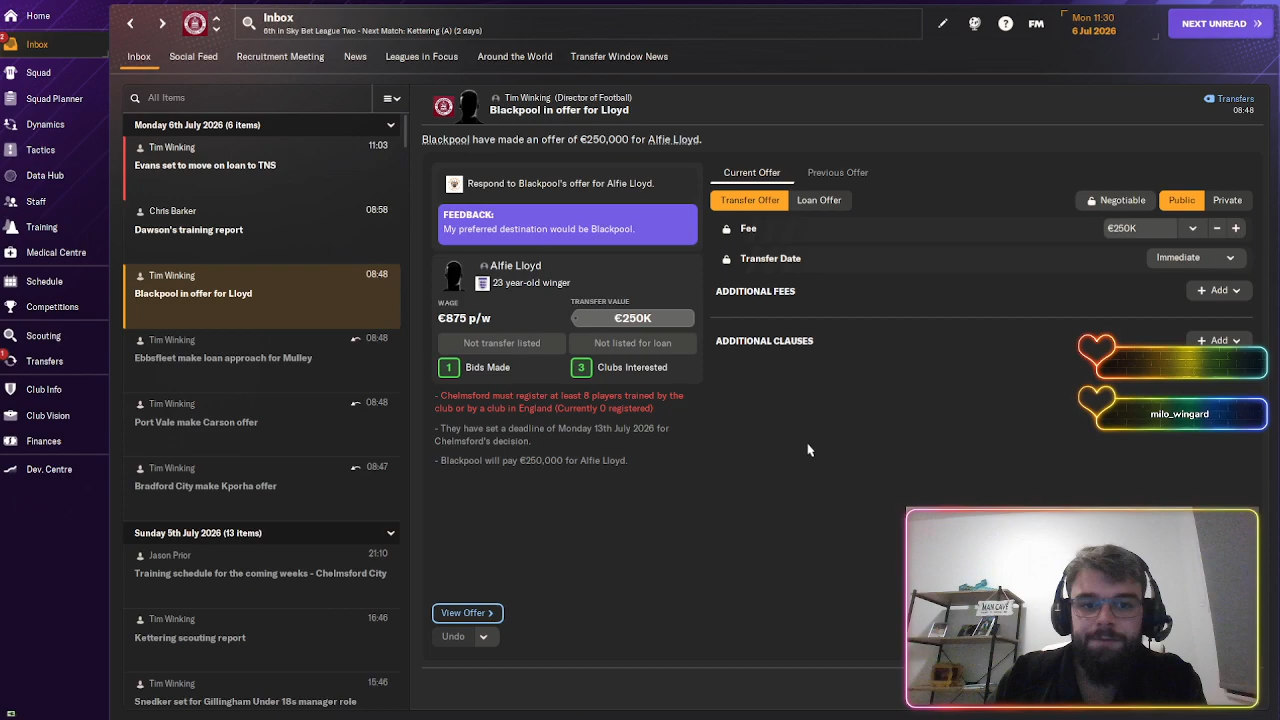 Home
2
Inbox
Squad
Squad Planner
Dynamics
Tactics
Data Hub
Staff
Training
Medical Centre
Schedule
Competitions
Scouting
1
Transfers
Club Info
Club Vision
Finances
Dev. Centre
Inbox
6th in Sky Bet League Two - Next Match: Kettering (A) (2 days)
FM
Mon 11:30
6 Jul 2026
NEXT UNREAD
Inbox
Social Feed
Recruitment Meeting
News
Leagues in Focus
Around the World
Transfer Window News
All Items
Monday 6th July 2026 (6 items)
Tim Winking 11:03
Evans set to move on loan to TNS
Chris Barker 08:58
Dawson's training report
Tim Winking 08:48
Blackpool in offer for Lloyd
Tim Winking 08:48
Ebbsfleet make loan approach for Mulley
Tim Winking 08:48
Port Vale make Carson offer
Tim Winking 08:47
Bradford City make Kporha offer
Sunday 5th July 2026 (13 items)
Jason Prior 21:10
Training schedule for the coming weeks - Chelmsford City
Tim Winking 16:46
Kettering scouting report
Tim Winking 15:46
Snedker set for Gillingham Under 18s manager role
Tim Winking (Director of Football)
Blackpool in offer for Lloyd
Transfers
08:48
Blackpool have made an offer of €250,000 for Alfie Lloyd.
Respond to Blackpool's offer for Alfie Lloyd.
FEEDBACK:
My preferred destination would be Blackpool.
Alfie Lloyd
23 year-old winger
WAGE
€875 p/w
TRANSFER VALUE
€250K
Not transfer listed
Not listed for loan
1 Bids Made
3 Clubs Interested
- Chelmsford must register at least 8 players trained by the
club or by a club in England (Currently 0 registered)
- They have set a deadline of Monday 13th July 2026 for
Chelmsford's decision.
- Blackpool will pay €250,000 for Alfie Lloyd.
View Offer
Undo
Current Offer
Previous Offer
Transfer Offer
Loan Offer
Negotiable
Public
Private
Fee
€250K
Transfer Date
Immediate
ADDITIONAL FEES
Add
ADDITIONAL CLAUSES
Add
milo_wingard
MAN CAVE